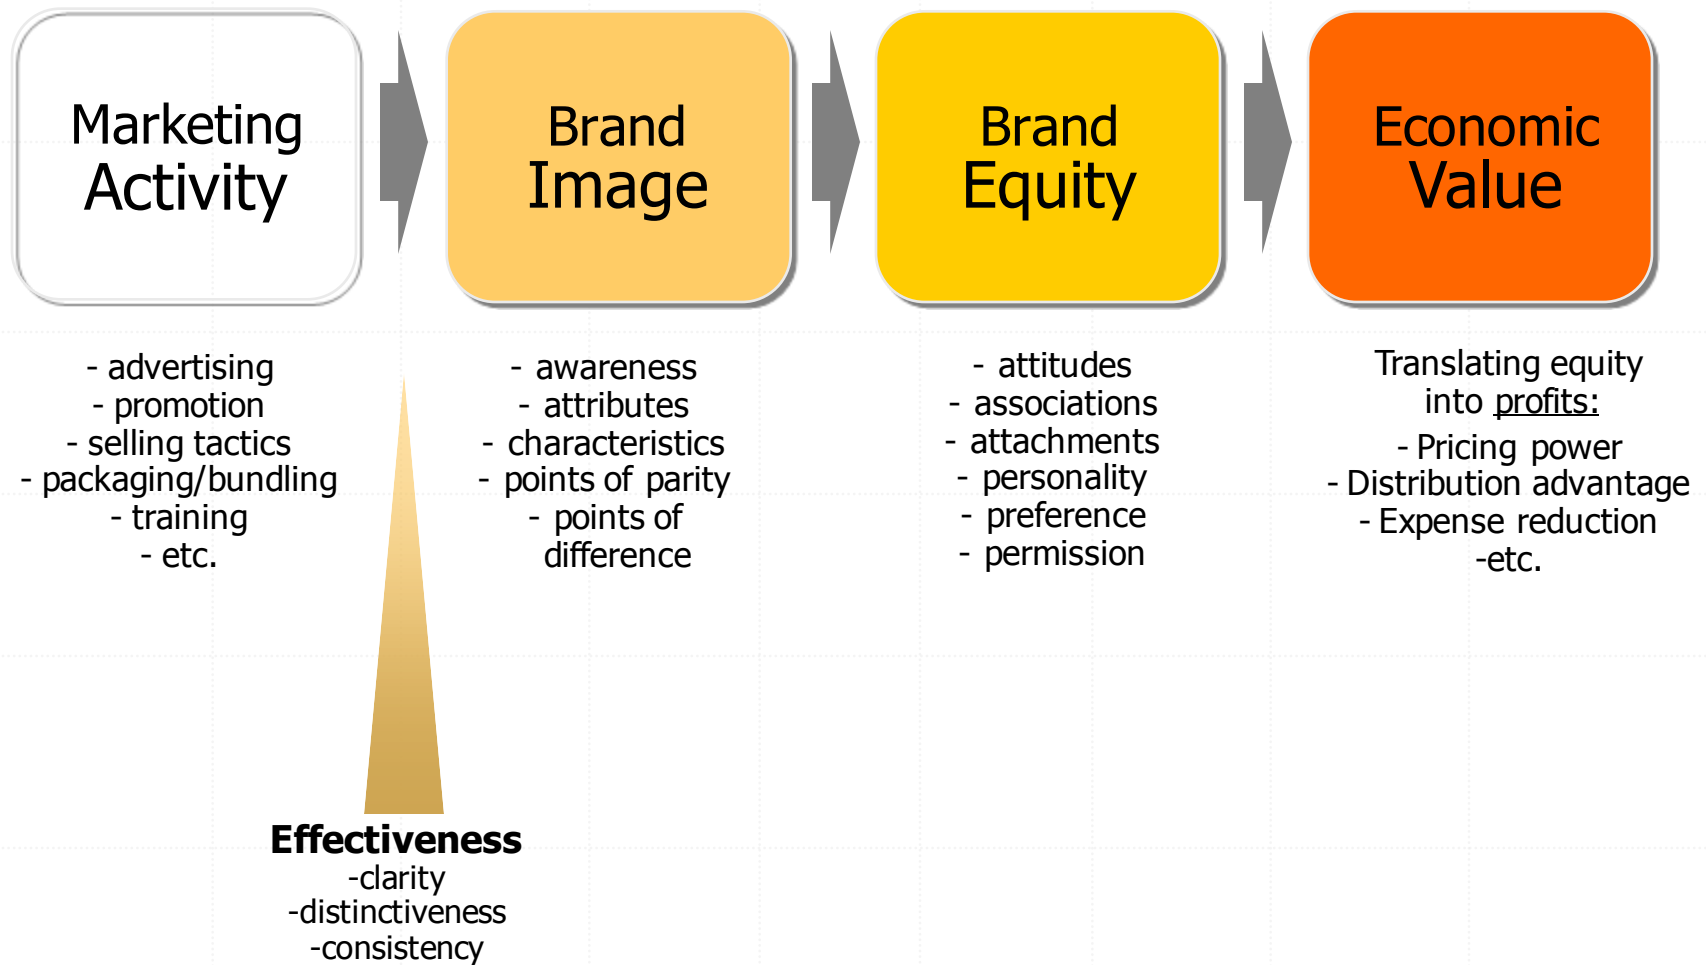 Marketing
Activity
Brand
Image
Brand
Equity
Economic
Value
- advertising
- promotion
- selling tactics
- packaging/bundling
- training
- etc.
- awareness
- attributes
- characteristics
- points of parity
- points of
difference
- attitudes
- associations
- attachments
- personality
- preference
- permission
Translating equity
into profits:
- Pricing power
- Distribution advantage
- Expense reduction
-etc.
Effectiveness
-clarity
-distinctiveness
-consistency